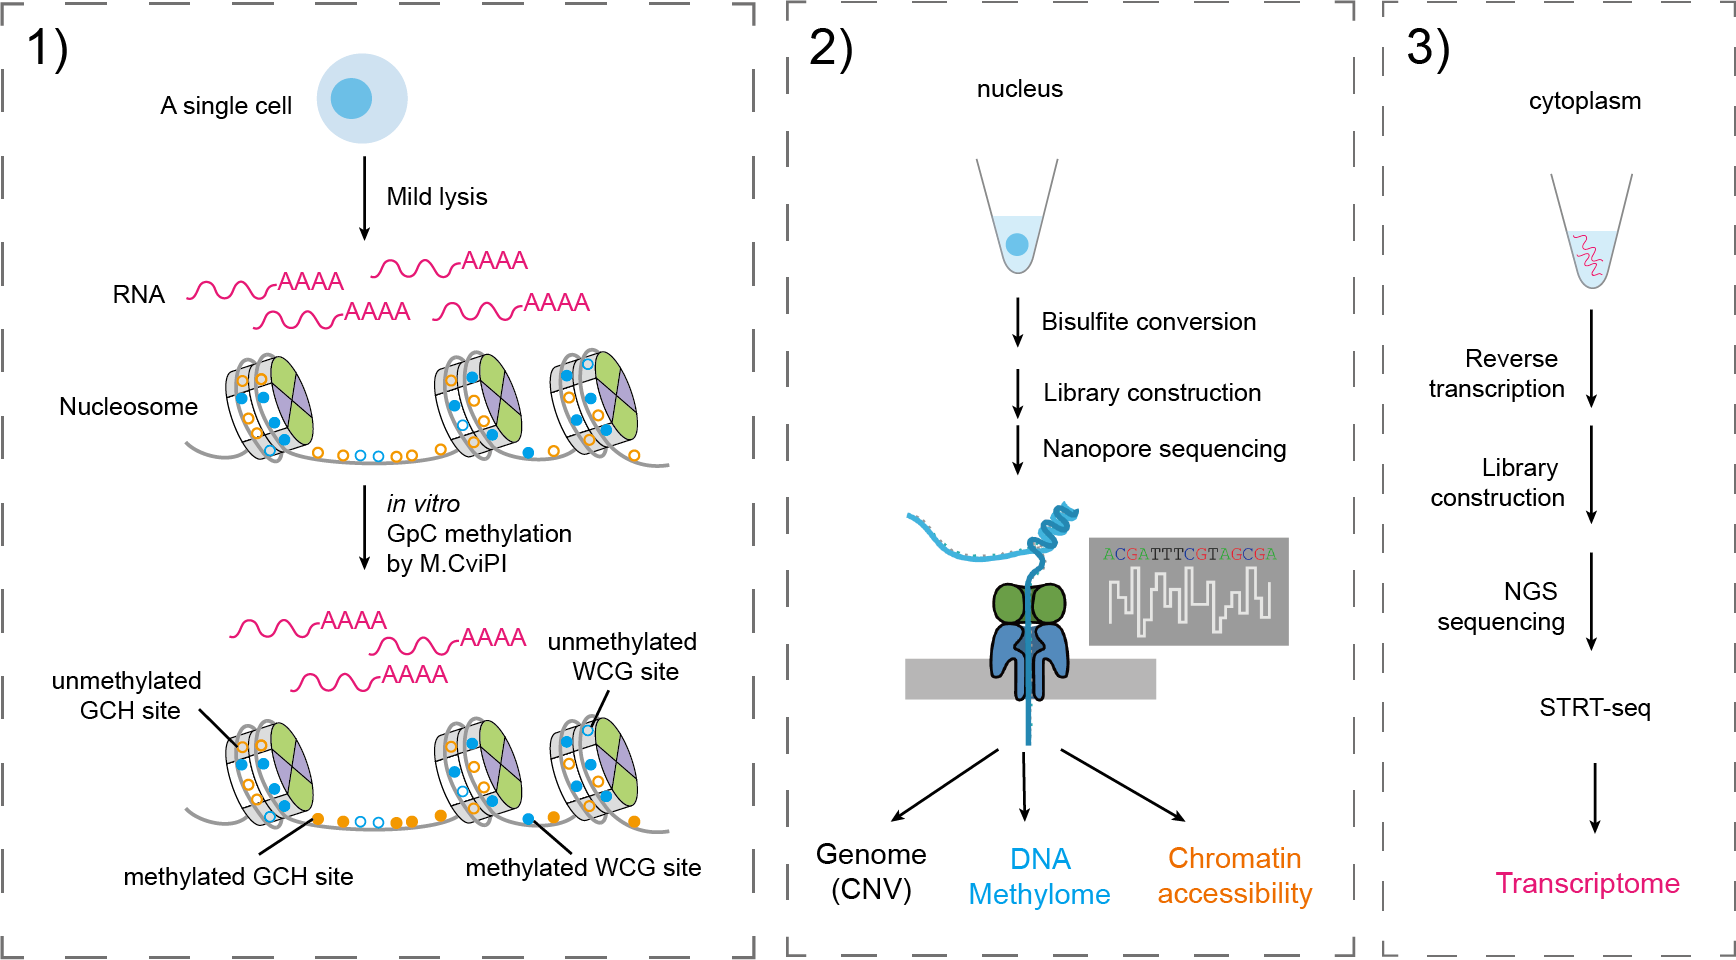 1)
A single cell
Mild lysis
AAAA
AAAA
AAAA
AAAA
RNA
Nucleosome
in vitro
GpC methylation
by M.CviPI
AAAA
AAAA
AAAA
unmethylated
WCG site
unmethylated
GCH site
methylated GCH site
methylated WCG site
2)
nucleus
Bisulfite conversion
Library construction
Nanopore sequencing
ACGATTTCGTAGCGA
Genome
(CNV)
DNA
Methylome
Chromatin
accessibility
3)
cytoplasm
Reverse
transcription
Library
construction
NGS
sequencing
STRT-seq
Transcriptome